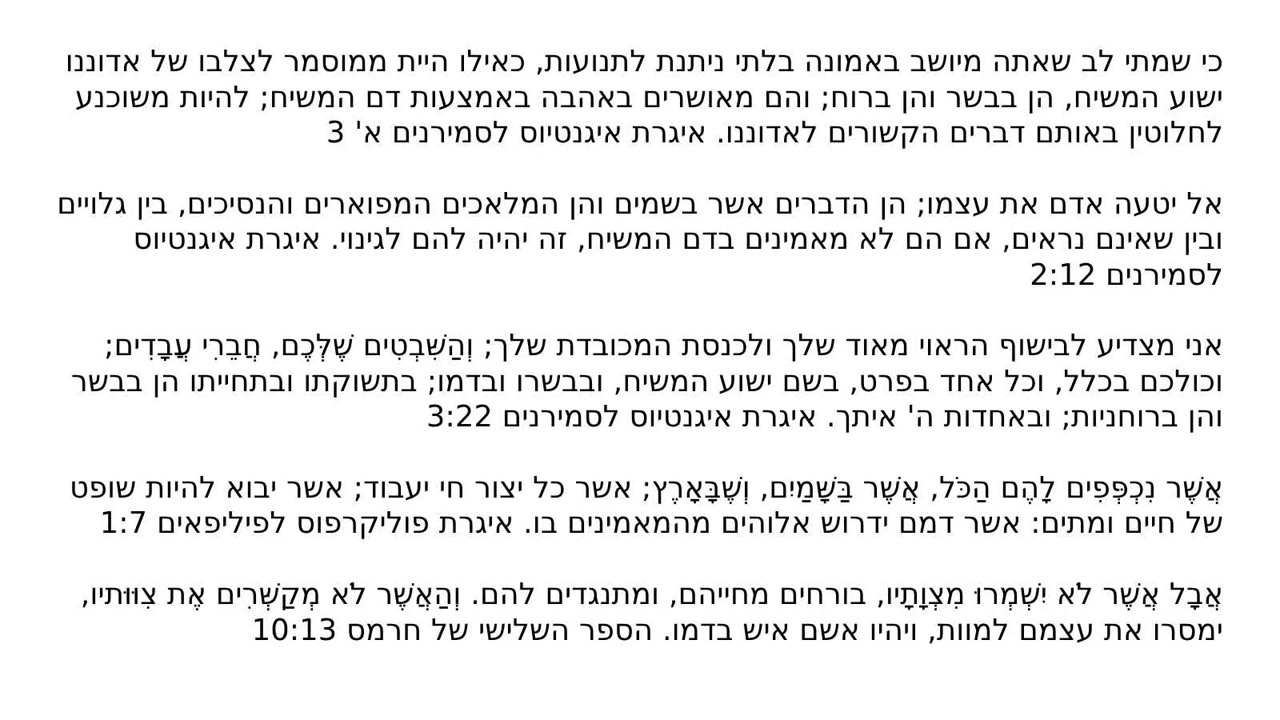 כי שמתי לב שאתה מיושב באמונה בלתי ניתנת לתנועות, כאילו היית ממוסמר לצלבו של אדוננו
ישוע המשיח, הן בבשר והן ברוח; והם מאושרים באהבה באמצעות דם המשיח; להיות משוכנע
לחלוטין באותם דברים הקשורים לאדוננו. איגרת איגנטיוס לסמירנים א' 3
אל יטעה אדם את עצמו; הן הדברים אשר בשמים והן המלאכים המפוארים והנסיכים, בין גלויים
ובין שאינם נראים, אם הם לא מאמינים בדם המשיח, זה יהיה להם לגינוי. איגרת איגנטיוס
לסמירנים 2:12
אני מצדיע לבישוף הראוי מאוד שלך ולכנסת המכובדת שלך; וְהַשִּׁבְטִים שֶׁלְּכֶם, חֲבֵרִי עֲבָדִים;
וכולכם בכלל, וכל אחד בפרט, בשם ישוע המשיח, ובבשרו ובדמו; בתשוקתו ובתחייתו הן בבשר
והן ברוחניות; ובאחדות ה' איתך. איגרת איגנטיוס לסמירנים 3:22
אֲשֶׁר נִכְפְּפִים לָהֶם הַכֹּל, אֲשֶׁר בַּשָּׁמַיִם, וְשֶׁבָּאָרֶץ; אשר כל יצור חי יעבוד; אשר יבוא להיות שופט
של חיים ומתים: אשר דמם ידרוש אלוהים מהמאמינים בו. איגרת פוליקרפוס לפיליפאים 1:7
אֲבָל אֲשֶׁר לֹא יִשְׁמְרוּ מִצְוָתָיו, בורחים מחייהם, ומתנגדים להם. וְהַאֲשֶׁר לֹא מְקַשְּׁרִים אֶת צִוּוּתיו,
ימסרו את עצמם למוות, ויהיו אשם איש בדמו. הספר השלישי של חרמס 10:13